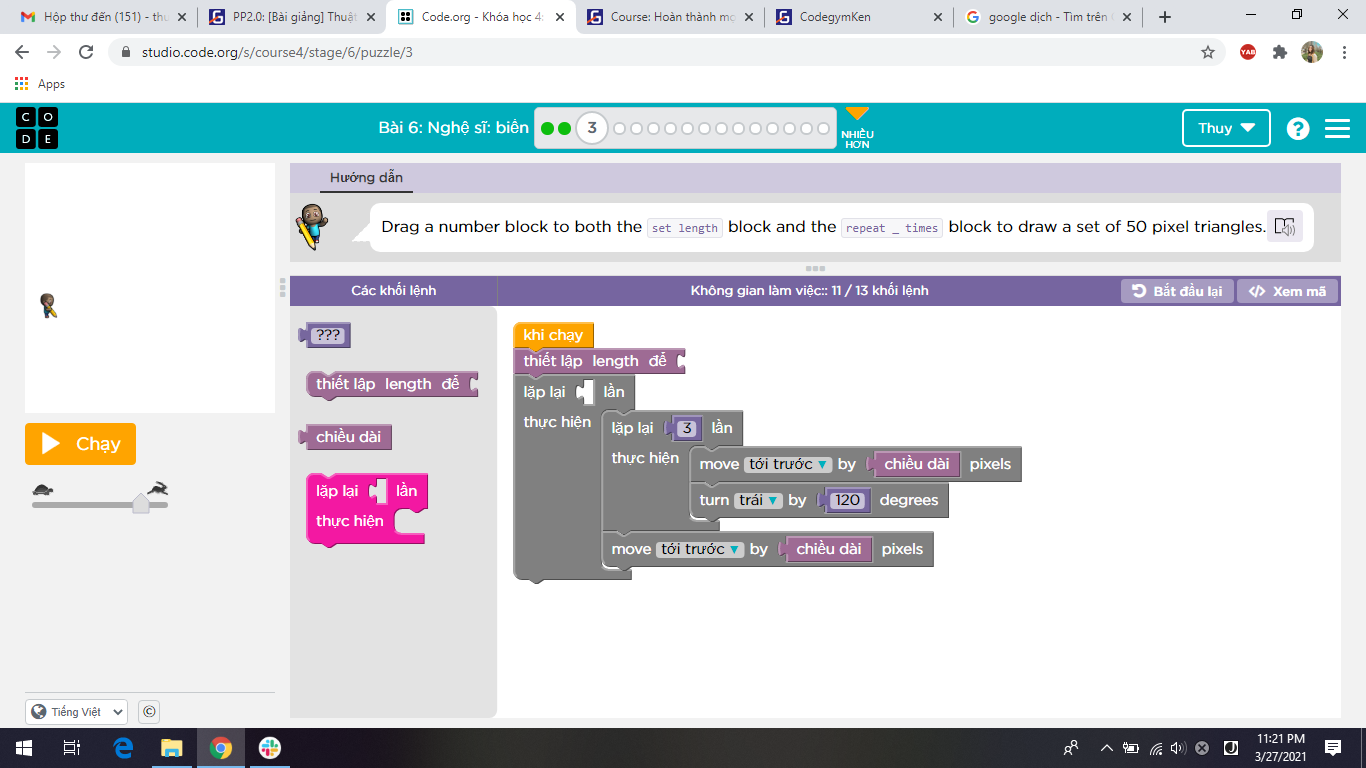 Hộp thư đến (151) - thu
PP2.0: [Bài giảng] Thuật
Code.org - Khóa học 4:
Course: Hoàn thành mọ
CodegymKen
google dịch - Tìm trên
studio.code.org/s/course4/stage/6/puzzle/3
YAB
Apps
C O
D E
Bài 6: Nghệ sĩ: biến
3
NHIỀU HƠN
Thuy
?
Hướng dẫn
Drag a number block to both the set length block and the repeat _ times block to draw a set of 50 pixel triangles.
Các khối lệnh
Không gian làm việc:: 11 / 13 khối lệnh
Bắt đầu lại
Xem mã
???
thiết lập length để
chiều dài
lặp lại lần
thực hiện
khi chạy
thiết lập length để
lặp lại lần
thực hiện
lặp lại 3 lần
thực hiện
move tới trước by chiều dài pixels
turn trái by 120 degrees
move tới trước by chiều dài pixels
Chạy
Tiếng Việt
©
11:21 PM
3/27/2021